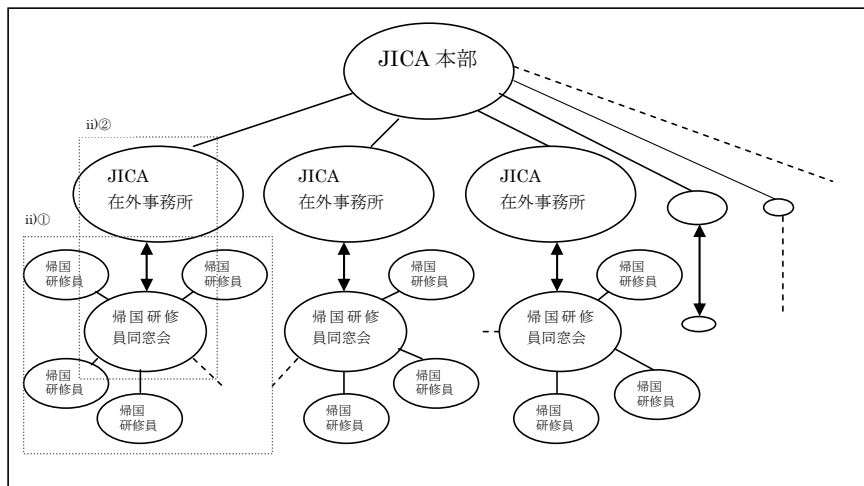 JICA 本部
ii)②
JICA
在外事務所
JICA
在外事務所
JICA
在外事務所
ii)①
帰国
研修員
帰国
研修員
帰国
研修員
帰国
研修員
帰国研修
員同窓会
帰国研修
員同窓会
帰国研修
員同窓会
帰国
研修員
帰国
研修員
帰国
研修員
帰国
研修員
帰国
研修員
帰国
研修員